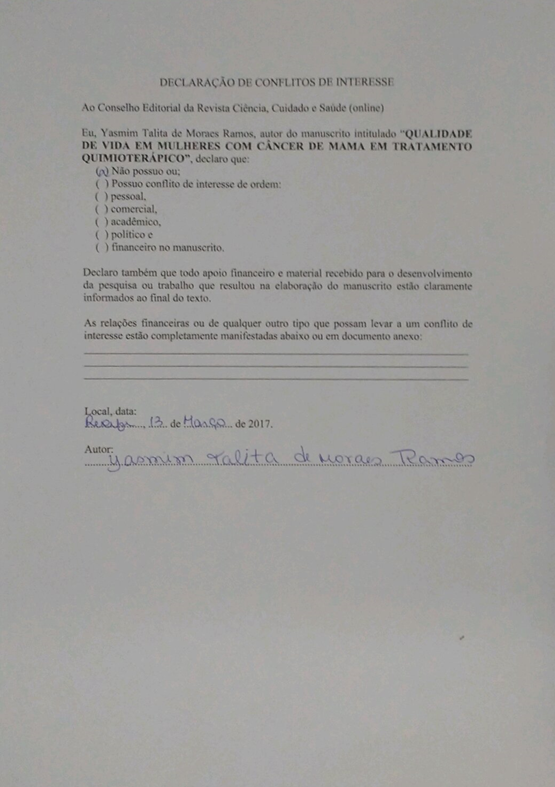 DECLARAÇÃO DE CONFLITOS DE INTERESSE
Ao Conselho Editorial da Revista Ciência, Cuidado e Saúde (online)
Eu, Yasmim Talita de Moraes Ramos, autor do manuscrito intitulado "QUALIDADE
DE VIDA EM MULHERES COM CÂNCER DE MAMA EM TRATAMENTO
QUIMIOTERÁPICO", declaro que:
( ) Não possuo ou;
( ) Possuo conflito de interesse de ordem:
( ) pessoal,
( ) comercial,
( ) acadêmico,
( ) político e
( ) financeiro no manuscrito.
Declaro também que todo apoio financeiro e material recebido para o desenvolvimento
da pesquisa ou trabalho que resultou na elaboração do manuscrito estão claramente
informados ao final do texto.
As relações financeiras ou de qualquer outro tipo que possam levar a um conflito de
interesse estão completamente manifestadas abaixo ou em documento anexo:
Local, data:
13 de Março de 2017.
Autor: Yasmim Talita de Moraes Ramos